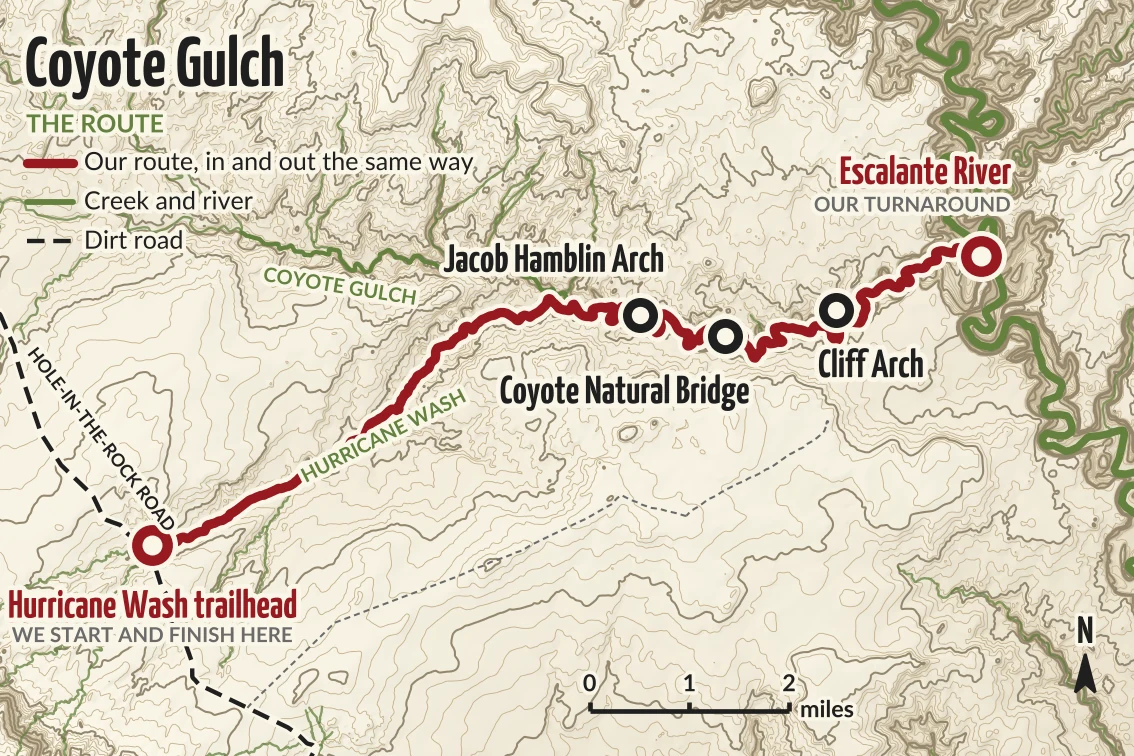 Coyote Gulch
THE ROUTE
Our route, in and out the same way
Creek and river
Dirt road
Escalante River
OUR TURNAROUND
Jacob Hamblin Arch
COYOTE GULCH
Cliff Arch
Coyote Natural Bridge
HOLE-IN-THE-ROCK ROAD
HURRICANE WASH
Hurricane Wash trailhead
WE START AND FINISH HERE
N
0 1 2
miles